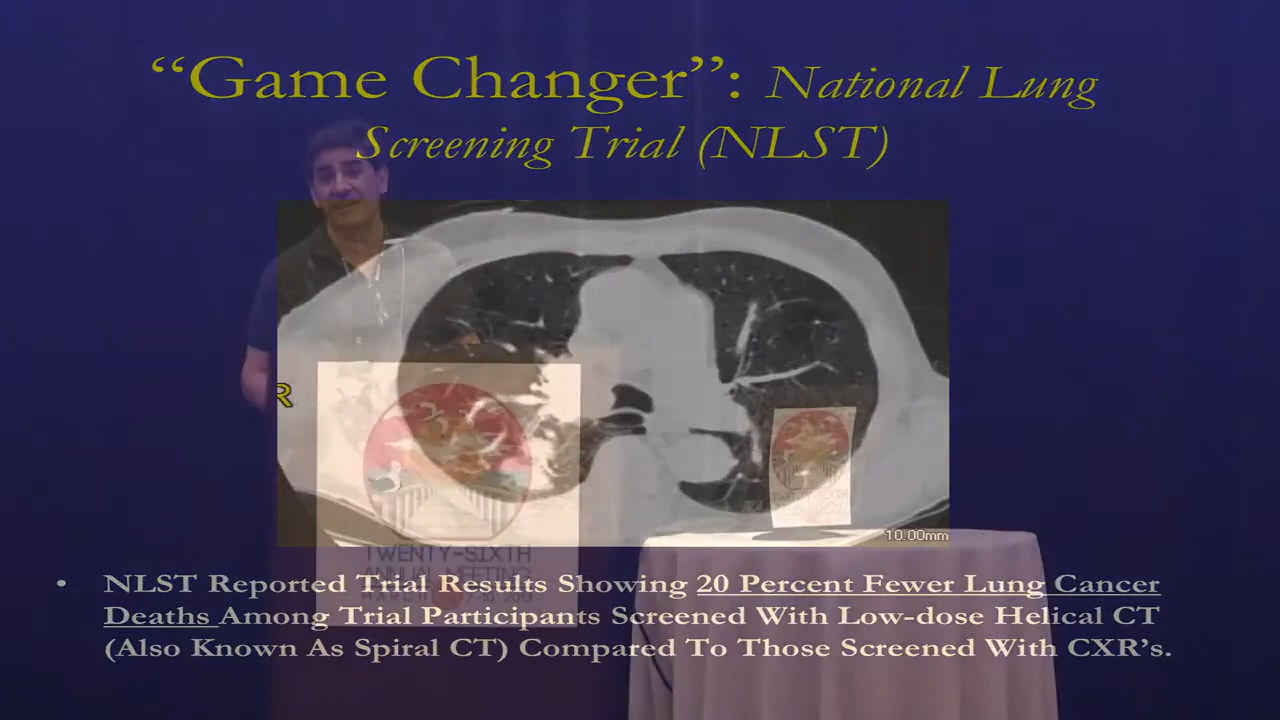 “Game Changer”: National Lung
Screening Trial (NLST)
R
10.00mm
TWENTY-SIXTH
ANNUAL MEETING
• NLST Reported Trial Results Showing 20 Percent Fewer Lung Cancer
Deaths Among Trial Participants Screened With Low-dose Helical CT
(Also Known As Spiral CT) Compared To Those Screened With CXR’s.